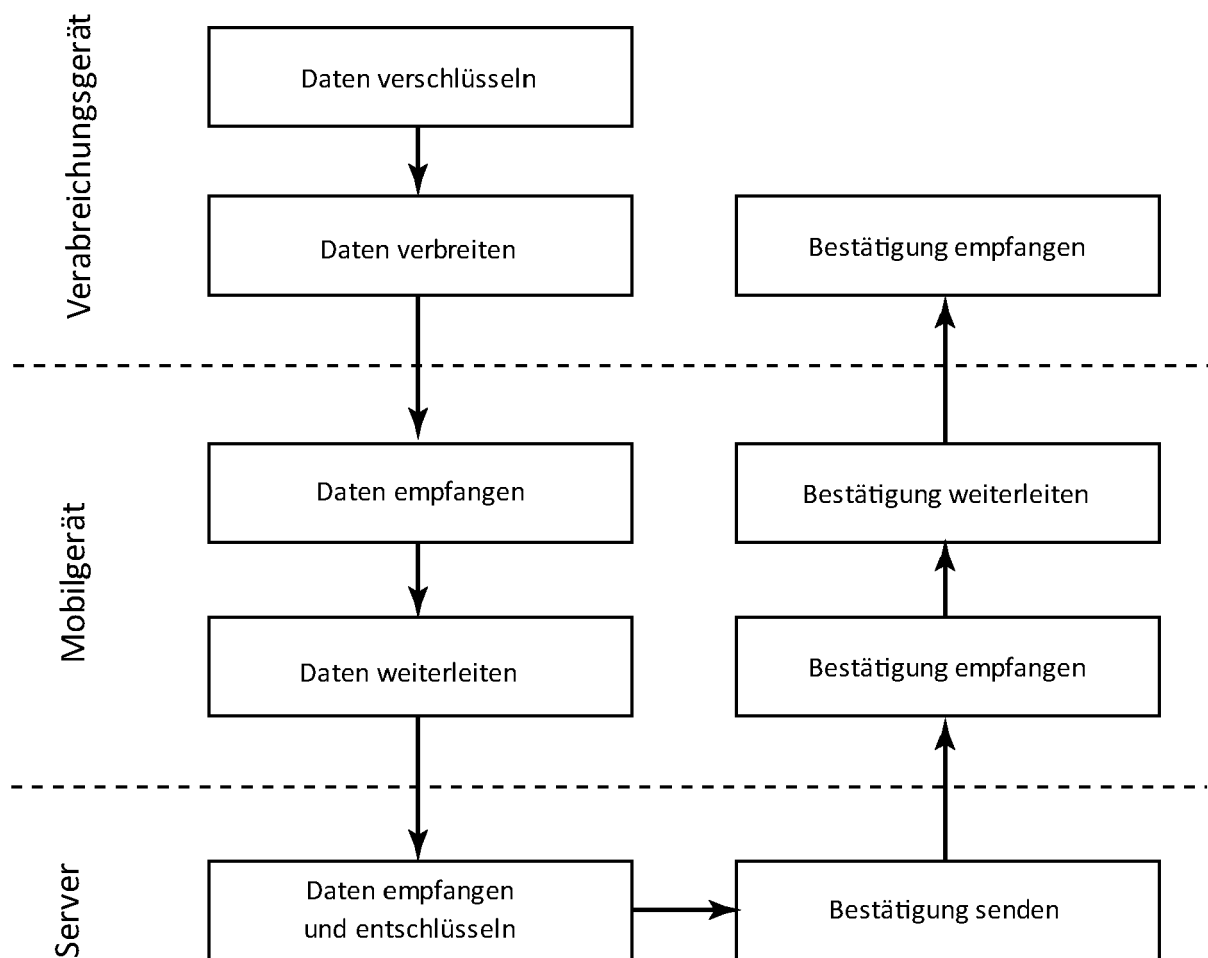 Verabreichungsgerät
Daten verschlüsseln
Daten verbreiten
Bestätigung empfangen
Mobilgerät
Daten empfangen
Bestätigung weiterleiten
Daten weiterleiten
Bestätigung empfangen
Server
Daten empfangen
und entschlüsseln
Bestätigung senden